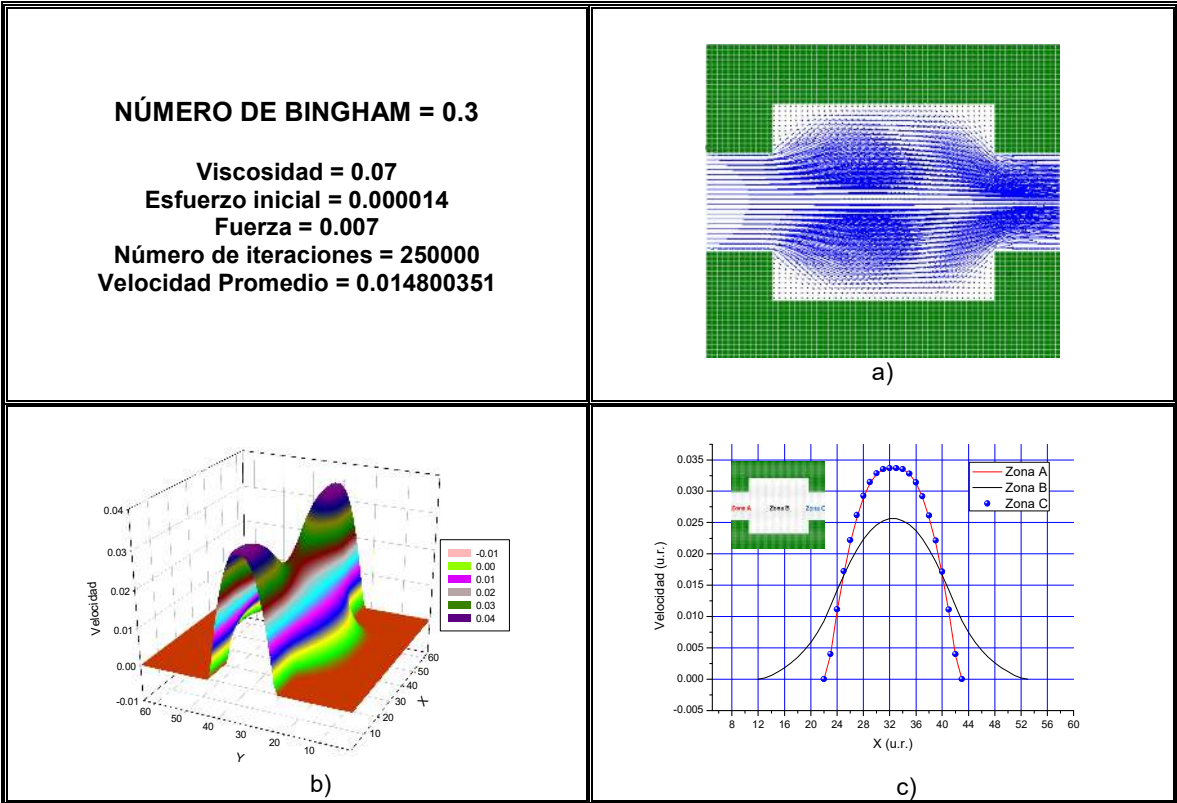 NÚMERO DE BINGHAM = 0.3
Viscosidad = 0.07
Esfuerzo inicial = 0.000014
Fuerza = 0.007
Número de iteraciones = 250000
Velocidad Promedio = 0.014800351
a)
0.04
0.03
0.02
0.01
0.00
-0.01
Velocidad
60
50
40
30
20
10
Y
10
20
30
40
50
60
X
-0.01
0.00
0.01
0.02
0.03
0.04
b)
0.035
0.030
0.025
0.020
0.015
0.010
0.005
0.000
-0.005
Velocidad (u.r.)
Zona A
Zona B
Zona C
Zona A
Zona B
Zona C
8 12 16 20 24 28 32 36 40 44 48 52 56 60
X (u.r.)
c)